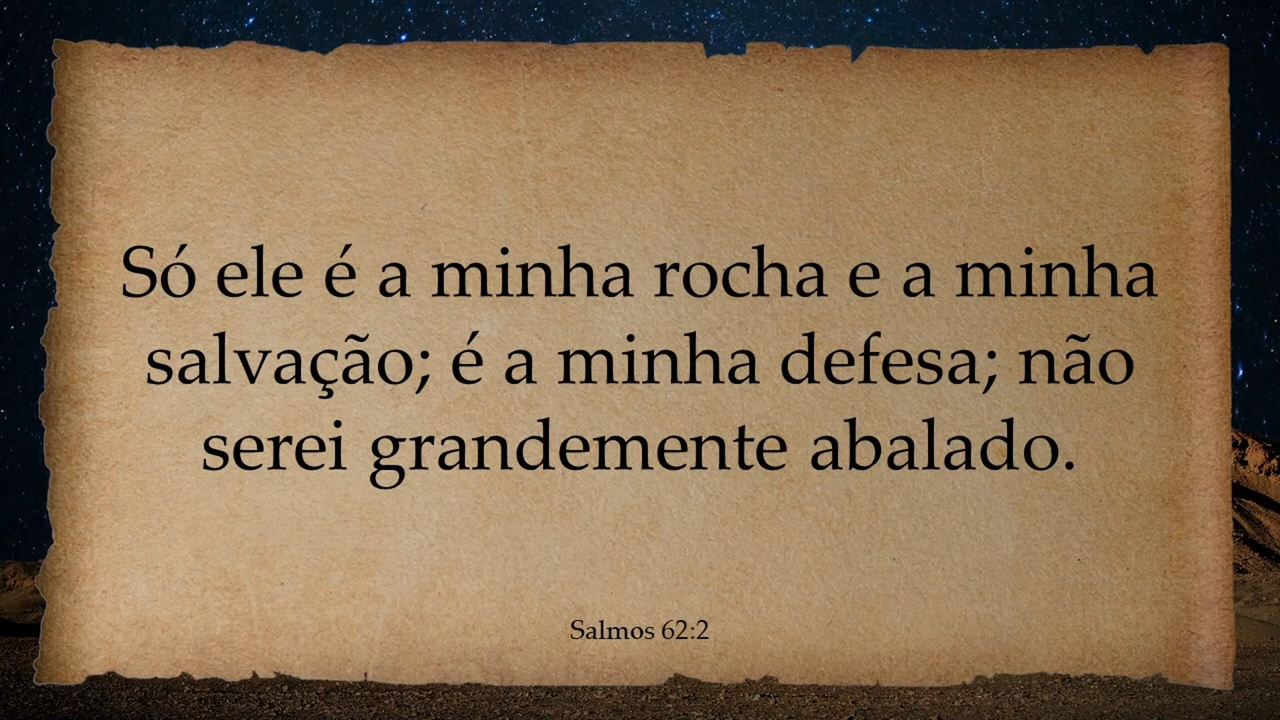 Só ele é a minha rocha e a minha
salvação; é a minha defesa; não
serei grandemente abalado.
Salmos 62:2